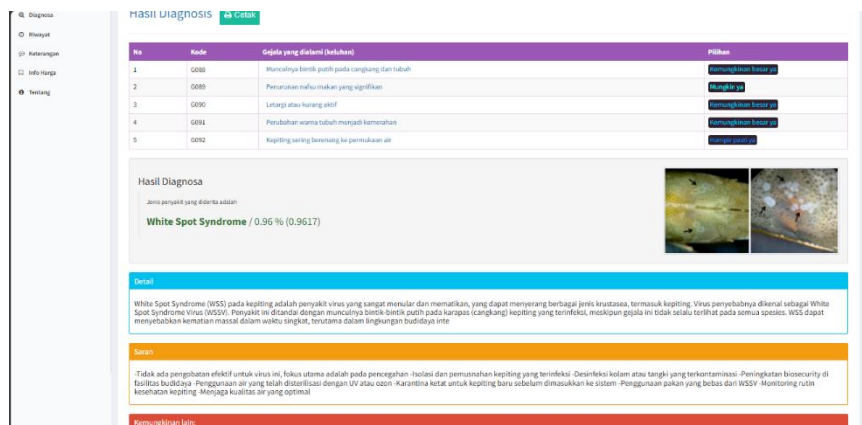 Diagnosa
Hasil Diagnosis Cetak
Riwayat
Keterangan
Info Harga
Tentang
No Kode Gejala yang dialami (keluhan) Pilihan
1 G088 Munculnya bintik putih pada cangkang dan tubuh Kemungkinan besar ya
2 G089 Penurunan nafsu makan yang signifikan Mungkin ya
3 G090 Letargi atau kurang aktif Kemungkinan besar ya
4 G091 Perubahan warna tubuh menjadi kemerahan Kemungkinan besar ya
5 G092 Kepiting sering berenang ke permukaan air Hampir pasti ya
Hasil Diagnosa
Jenis penyakit yang diderita adalah
White Spot Syndrome / 0.96 % (0.9617)
Detail
White Spot Syndrome (WSS) pada kepiting adalah penyakit virus yang sangat menular dan mematikan, yang dapat menyerang berbagai jenis krustasea, termasuk kepiting. Virus penyebabnya dikenal sebagai White
Spot Syndrome Virus (WSSV). Penyakit ini ditandai dengan munculnya bintik-bintik putih pada karapas (cangkang) kepiting yang terinfeksi, meskipun gejala ini tidak selalu terlihat pada semua spesies. WSS dapat
menyebabkan kematian massal dalam waktu singkat, terutama dalam lingkungan budidaya inte
Saran
-Tidak ada pengobatan efektif untuk virus ini, fokus utama adalah pada pencegahan -Isolasi dan pemusnahan kepiting yang terinfeksi -Desinfeksi kolam atau tangki yang terkontaminasi -Peningkatan biosecurity di
fasilitas budidaya -Penggunaan air yang telah disterilisasi dengan UV atau ozon -Karantina ketat untuk kepiting baru sebelum dimasukkan ke sistem -Penggunaan pakan yang bebas dari WSSV -Monitoring rutin
kesehatan kepiting -Menjaga kualitas air yang optimal
Kemungkinan lain: